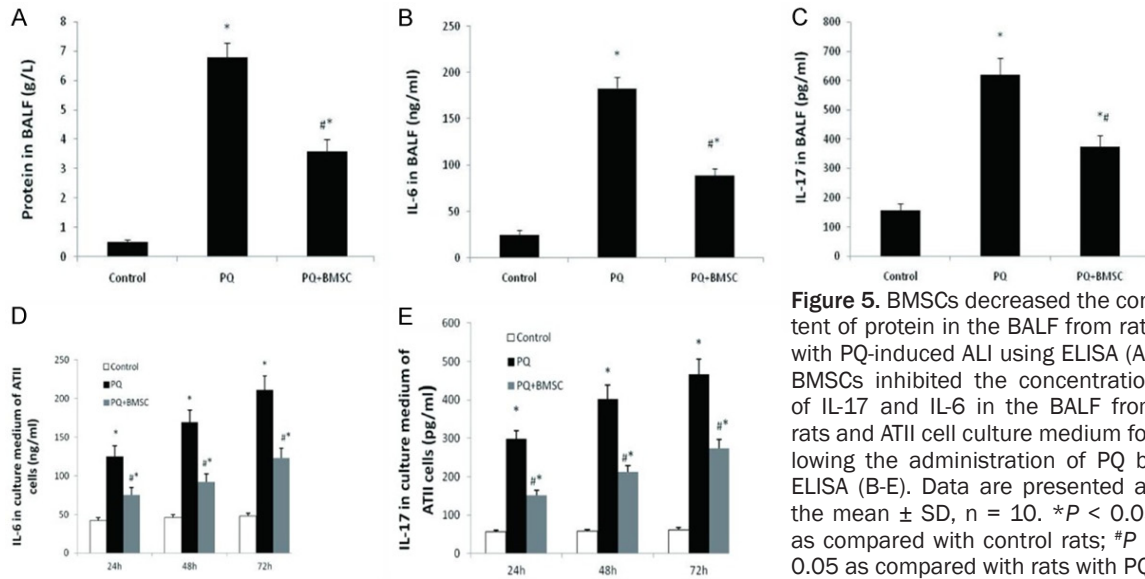 A
Protein in BALF (g/L)
8
7
6
5
4
3
2
1
0
*
#*
Control PQ PQ+BMSC
B
IL-6 in BALF (ng/ml)
250
200
150
100
50
0
*
#*
Control PQ PQ+BMSC
C
IL-17 in BALF (pg/ml)
800
700
600
500
400
300
200
100
0
*
*#
Control PQ PQ+BMSC
D
IL-6 in culture medium of ATII
cells (ng/ml)
250
200
150
100
50
0
Control
PQ
PQ+BMSC
* #* * #* * #*
24h 48h 72h
E
IL-17 in culture medium of
ATII cells (pg/ml)
600
500
400
300
200
100
0
Control
PQ
PQ+BMSC
* #* * #* * #*
24h 48h 72h
Figure 5. BMSCs decreased the con
tent of protein in the BALF from rat
with PQ-induced ALI using ELISA (A
BMSCs inhibited the concentration
of IL-17 and IL-6 in the BALF from
rats and ATII cell culture medium fo
lowing the administration of PQ b
ELISA (B-E). Data are presented a
the mean ± SD, n = 10. *P < 0.0
as compared with control rats; #P
0.05 as compared with rats with PQ